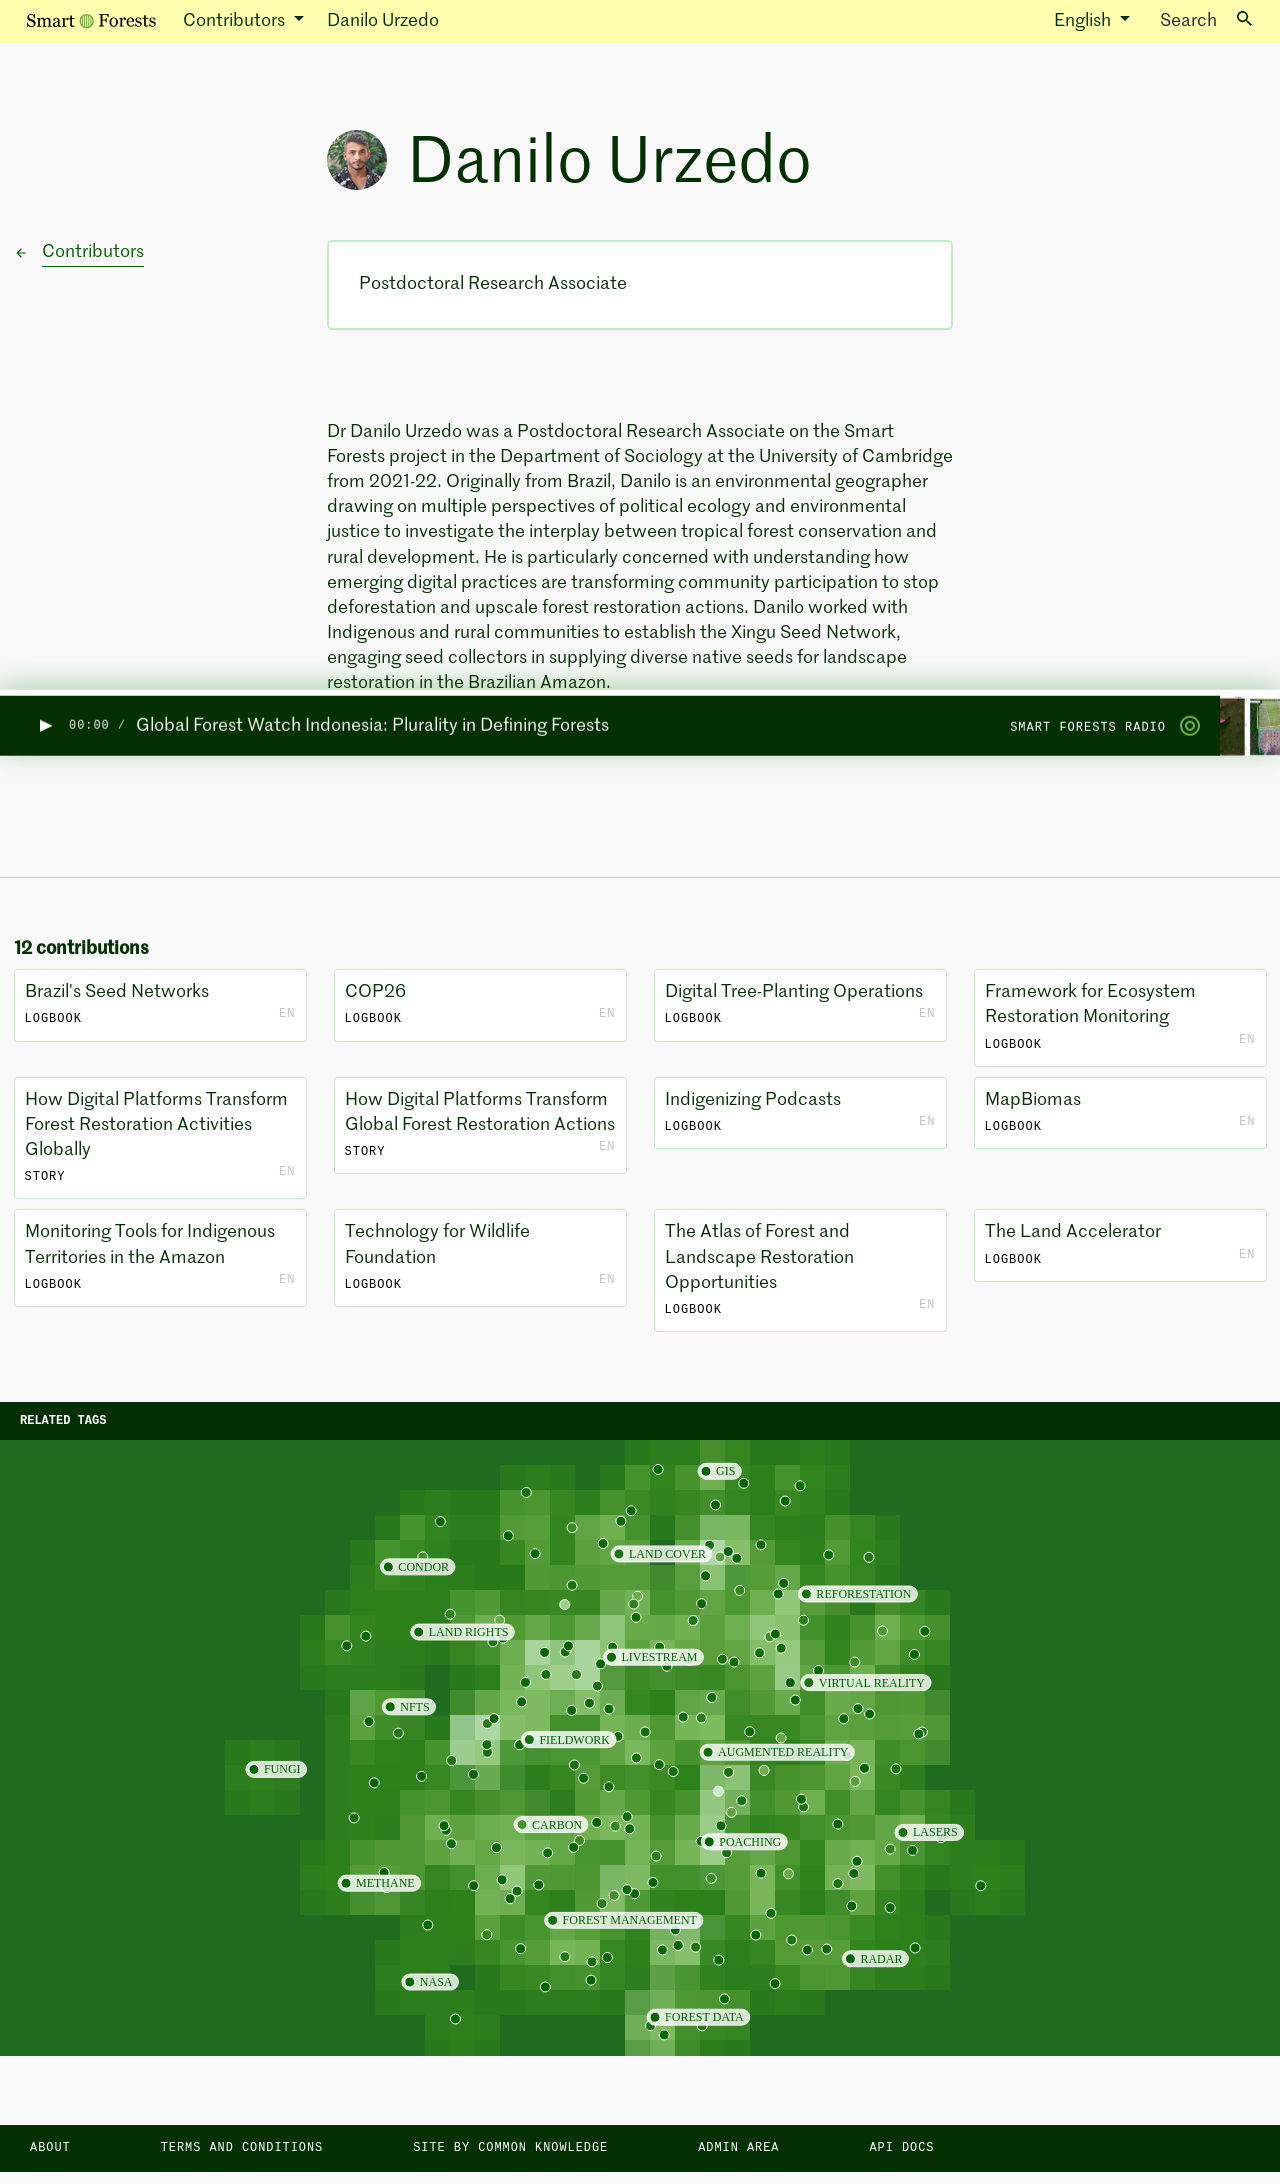 Smart Forests Contributors Danilo Urzedo English Search
Danilo Urzedo
Contributors
Postdoctoral Research Associate
Dr Danilo Urzedo was a Postdoctoral Research Associate on the Smart
Forests project in the Department of Sociology at the University of Cambridge
from 2021-22. Originally from Brazil, Danilo is an environmental geographer
drawing on multiple perspectives of political ecology and environmental
justice to investigate the interplay between tropical forest conservation and
rural development. He is particularly concerned with understanding how
emerging digital practices are transforming community participation to stop
deforestation and upscale forest restoration actions. Danilo worked with
Indigenous and rural communities to establish the Xingu Seed Network,
engaging seed collectors in supplying diverse native seeds for landscape
restoration in the Brazilian Amazon.
00:00 / Global Forest Watch Indonesia: Plurality in Defining Forests SMART FORESTS RADIO
12 contributions
Brazil's Seed Networks
LOGBOOK EN
COP26
LOGBOOK EN
Digital Tree-Planting Operations
LOGBOOK EN
Framework for Ecosystem
Restoration Monitoring
LOGBOOK EN
How Digital Platforms Transform
Forest Restoration Activities
Globally
STORY EN
How Digital Platforms Transform
Global Forest Restoration Actions
STORY EN
Indigenizing Podcasts
LOGBOOK EN
MapBiomas
LOGBOOK EN
Monitoring Tools for Indigenous
Territories in the Amazon
LOGBOOK EN
Technology for Wildlife
Foundation
LOGBOOK EN
The Atlas of Forest and
Landscape Restoration
Opportunities
LOGBOOK EN
The Land Accelerator
LOGBOOK EN
RELATED TAGS
GIS
LAND COVER
CONDOR
REFORESTATION
LAND RIGHTS
LIVESTREAM
VIRTUAL REALITY
NFTS
FIELDWORK
AUGMENTED REALITY
FUNGI
CARBON
LASERS
POACHING
METHANE
FOREST MANAGEMENT
RADAR
NASA
FOREST DATA
ABOUT TERMS AND CONDITIONS SITE BY COMMON KNOWLEDGE ADMIN AREA API DOCS